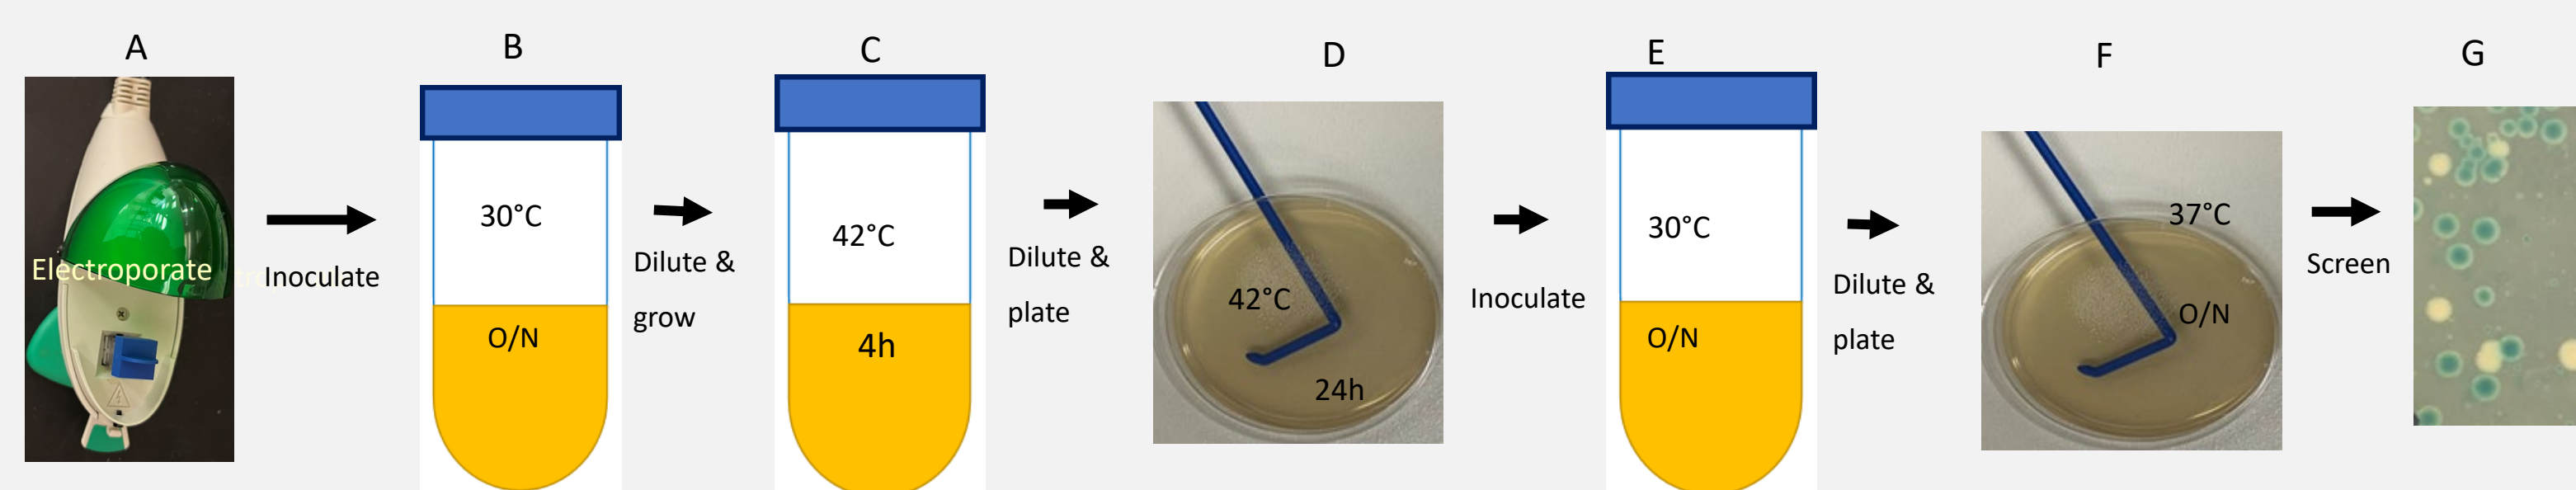 A
B
C
D
E
F
G
Electroporate
Inoculate
30°C
O/N
Dilute &
grow
42°C
4h
Dilute &
plate
42°C
24h
Inoculate
30°C
O/N
Dilute &
plate
37°C
O/N
Screen